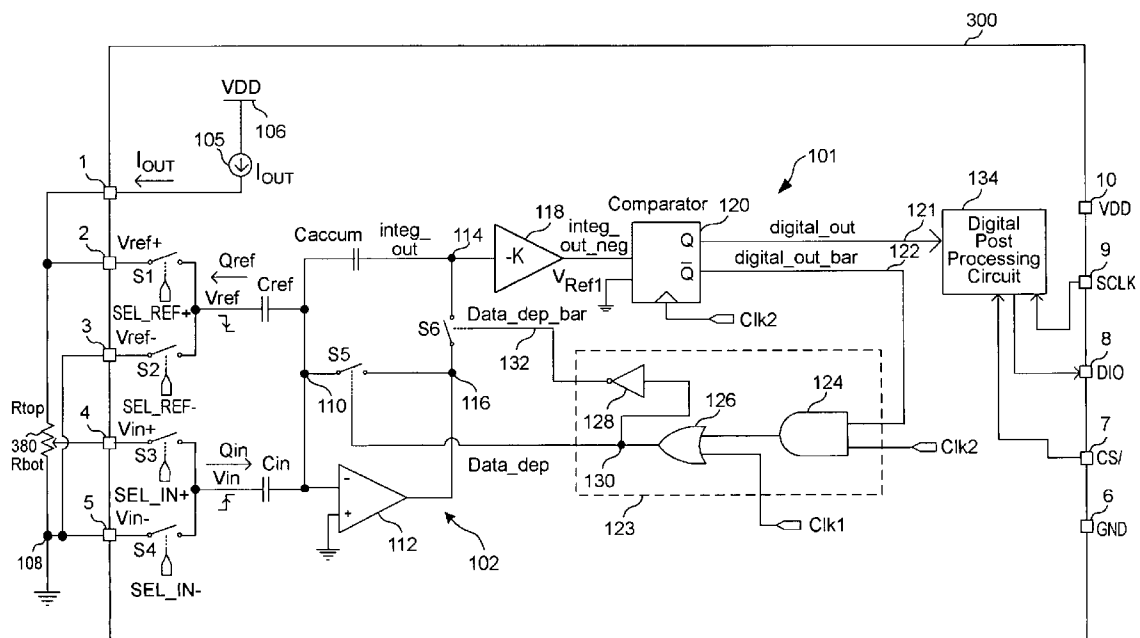 300
VDD
105
106
1
I_OUT
I_OUT
101
10
VDD
134
Digital
Post
Processing
Circuit
9
SCLK
8
DIO
7
CS/
6
GND
2
Vref+
S1
SEL_REF+
Qref
Vref
Cref
3
Vref-
S2
SEL_REF-
Caccum
integ_
out
114
118
-K
integ_
out_neg
V_Ref1
Comparator
120
Q
Q̅
digital_out
121
digital_out_bar
122
Clk2
S6
Data_dep_bar
132
S5
110
116
128
126
124
Clk2
130
Data_dep
123
Clk1
Rtop
380
Rbot
4
Vin+
S3
SEL_IN+
Qin
Vin
Cin
5
Vin-
S4
SEL_IN-
108
-
+
112
102